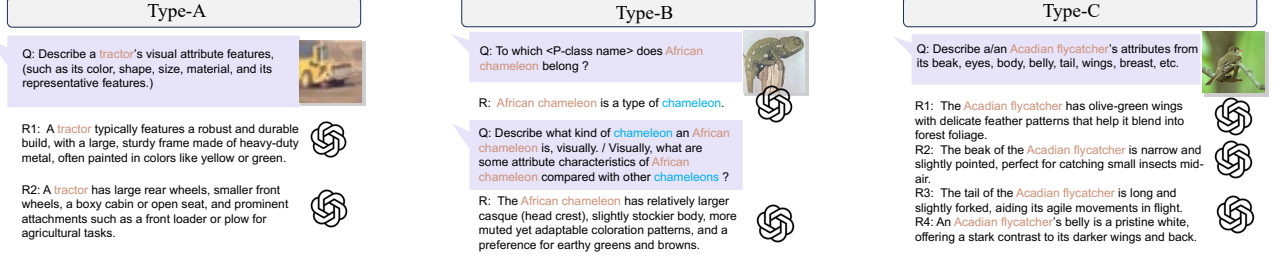 Type-A
Q: Describe a tractor's visual attribute features,
(such as its color, shape, size, material, and its
representative features.)
R1: A tractor typically features a robust and durable
build, with a large, sturdy frame made of heavy-duty
metal, often painted in colors like yellow or green.
R2: A tractor has large rear wheels, smaller front
wheels, a boxy cabin or open seat, and prominent
attachments such as a front loader or plow for
agricultural tasks.
Type-B
Q: To which <P-class name> does African
chameleon belong ?
R: African chameleon is a type of chameleon.
Q: Describe what kind of chameleon an African
chameleon is, visually. / Visually, what are
some attribute characteristics of African
chameleon compared with other chameleons ?
R: The African chameleon has relatively larger
casque (head crest), slightly stockier body, more
muted yet adaptable coloration patterns, and a
preference for earthy greens and browns.
Type-C
Q: Describe a/an Acadian flycatcher's attributes from
its beak, eyes, body, belly, tail, wings, breast, etc.
R1: The Acadian flycatcher has olive-green wings
with delicate feather patterns that help it blend into
forest foliage.
R2: The beak of the Acadian flycatcher is narrow and
slightly pointed, perfect for catching small insects mid-
air.
R3: The tail of the Acadian flycatcher is long and
slightly forked, aiding its agile movements in flight.
R4: An Acadian flycatcher's belly is a pristine white,
offering a stark contrast to its darker wings and back.